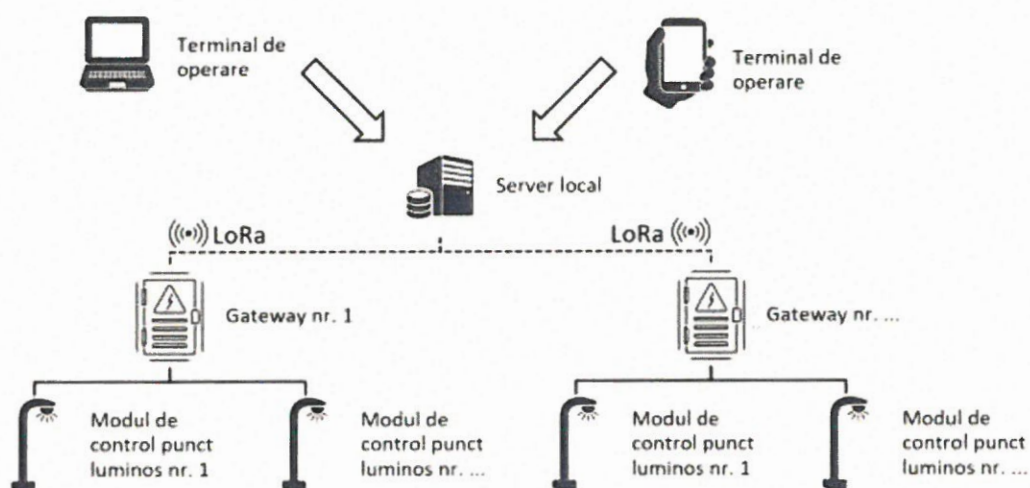 Terminal de
operare
Terminal de
operare
Server local
LoRa
LoRa
Gateway nr. 1
Gateway nr. ...
Modul de
control punct
luminos nr. 1
Modul de
control punct
luminos nr. ...
Modul de
control punct
luminos nr. 1
Modul de
control punct
luminos nr. ...